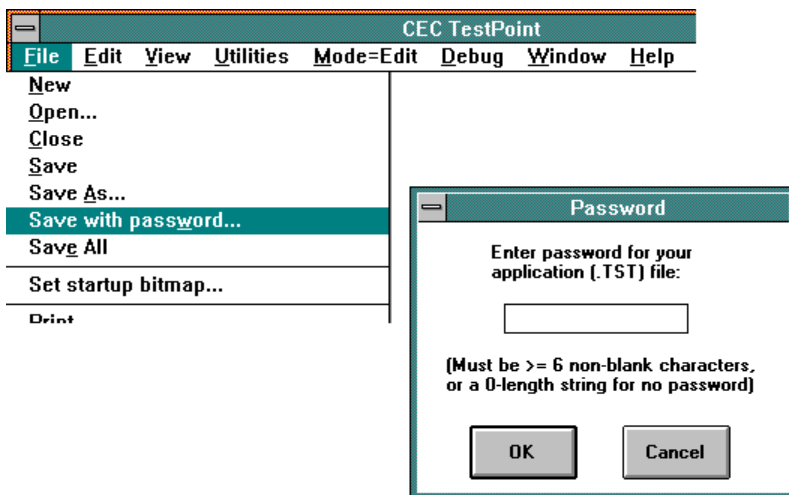 CEC TestPoint
File Edit View Utilities Mode=Edit Debug Window Help
New
Open...
Close
Save
Save As...
Save with password...
Save All
Set startup bitmap...
Print
Password
Enter password for your
application (.TST) file:
(Must be >= 6 non-blank characters,
or a 0-length string for no password)
OK Cancel